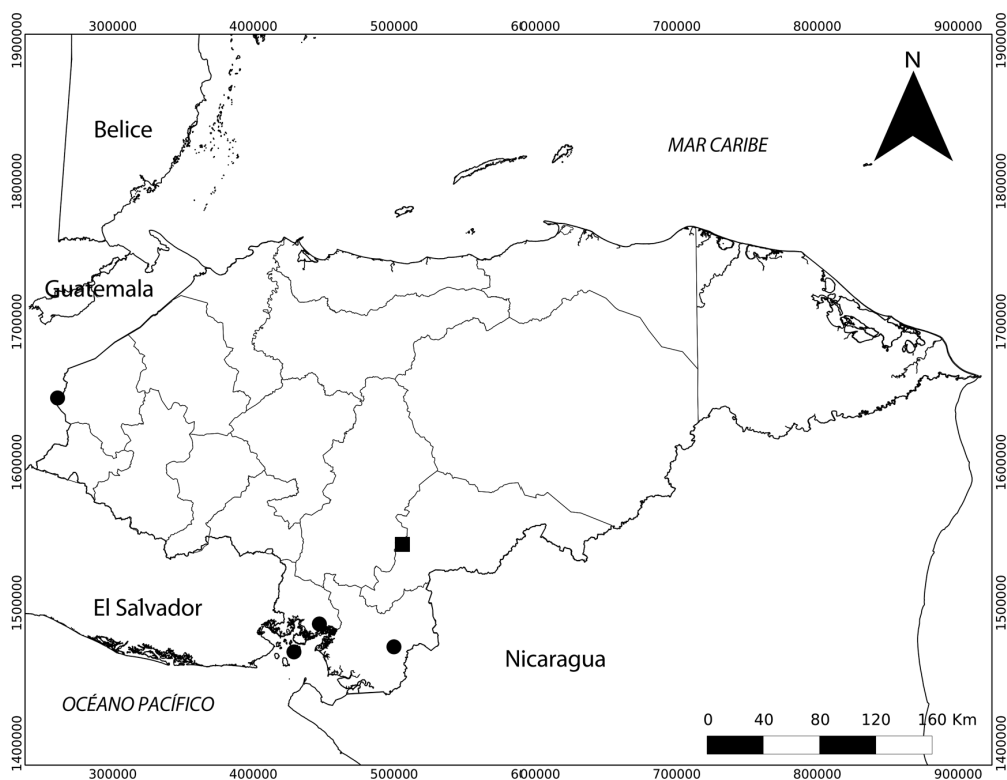 300000 400000 500000 600000 700000 800000 900000
1900000
1900000
N
Belice
MAR CARIBE
1800000
1800000
Guatemala
1700000
1700000
1600000
1600000
1500000
1500000
El Salvador
Nicaragua
OCÉANO PACÍFICO
0 40 80 120 160 Km
1400000
1400000
300000 400000 500000 600000 700000 800000 900000